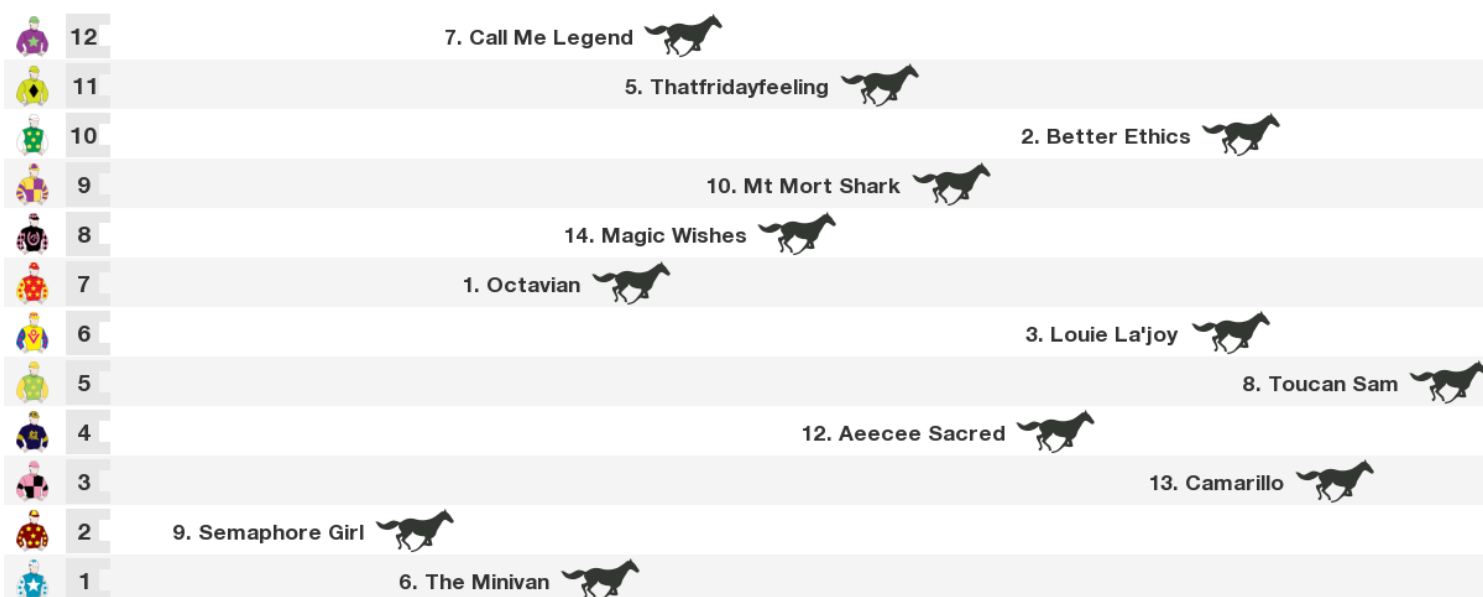 12 7. Call Me Legend
11 5. Thatfridayfeeling
10 2. Better Ethics
9 10. Mt Mort Shark
8 14. Magic Wishes
7 1. Octavian
6 3. Louie La'joy
5 8. Toucan Sam
4 12. Aeecee Sacred
3 13. Camarillo
2 9. Semaphore Girl
1 6. The Minivan